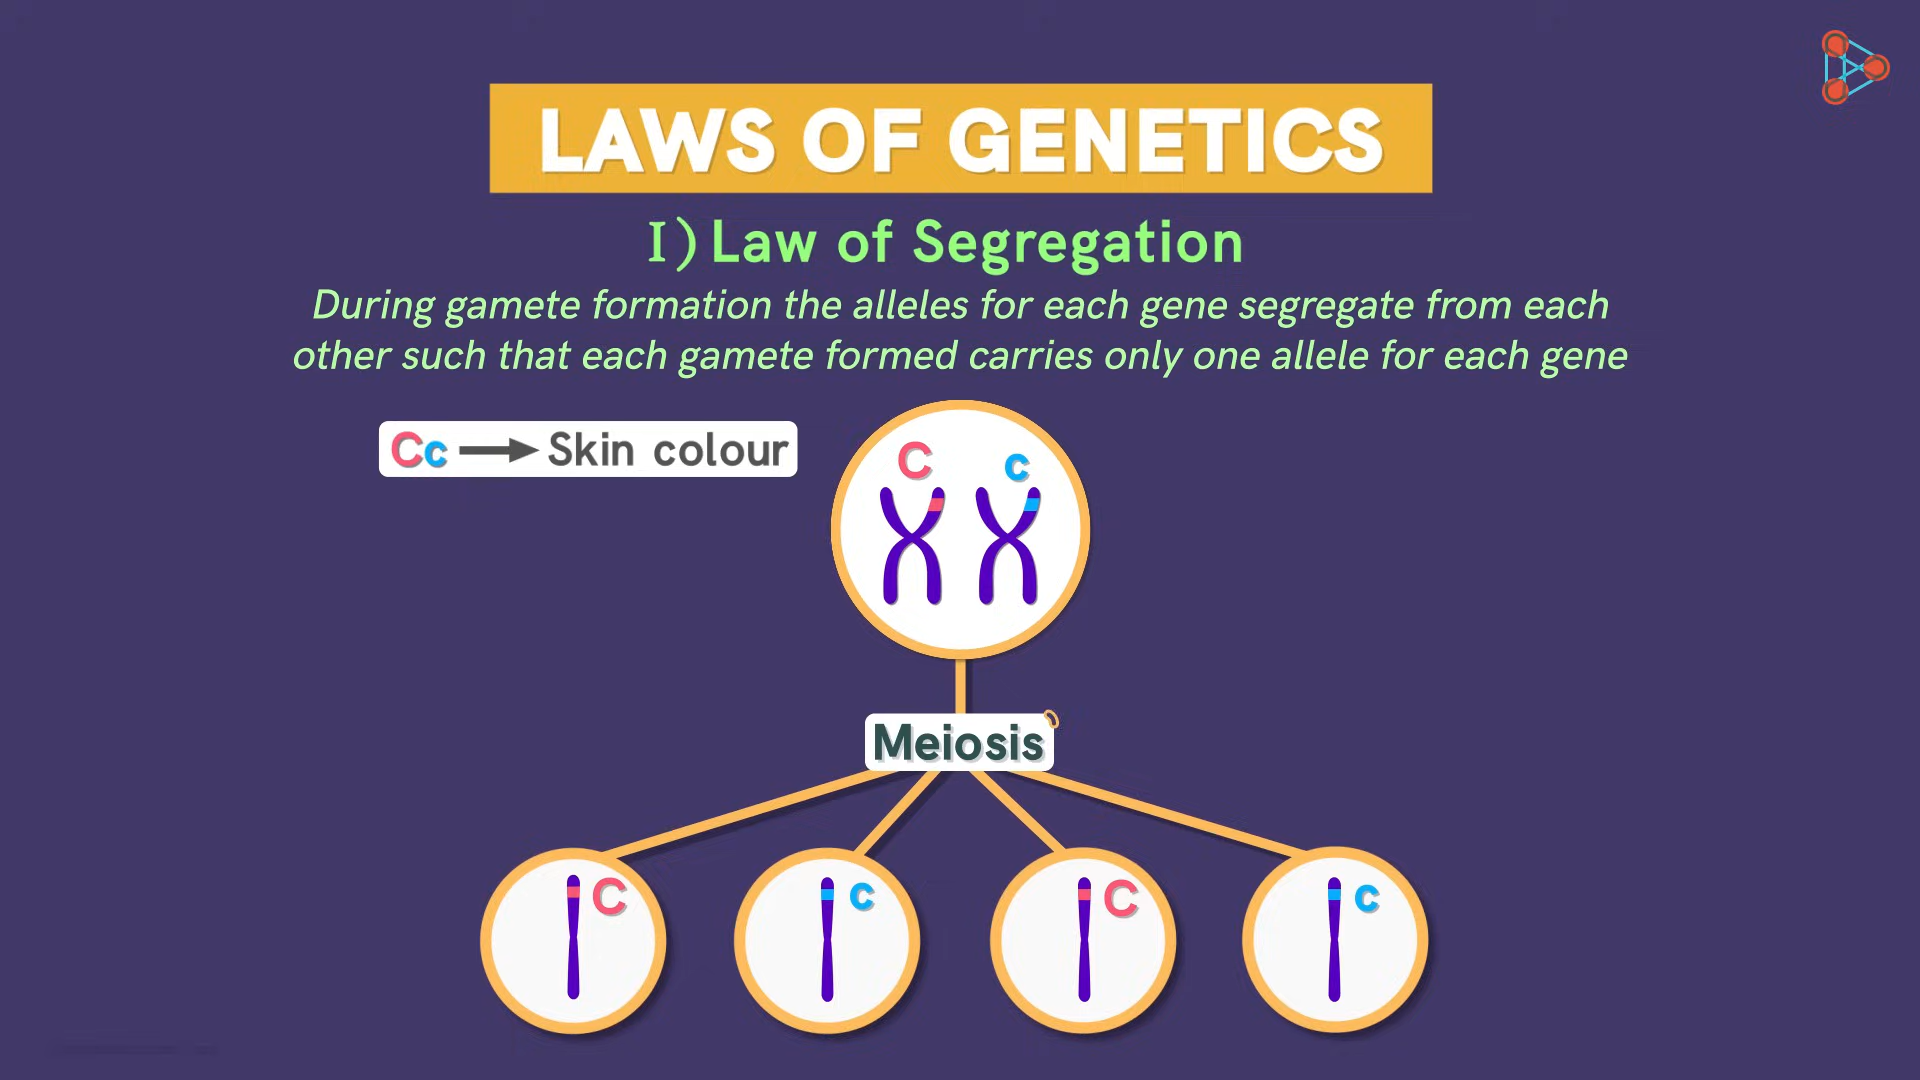 LAWS OF GENETICS
I) Law of Segregation
During gamete formation the alleles for each gene segregate from each
other such that each gamete formed carries only one allele for each gene
Cc → Skin colour
C c
Meiosis
C c C c